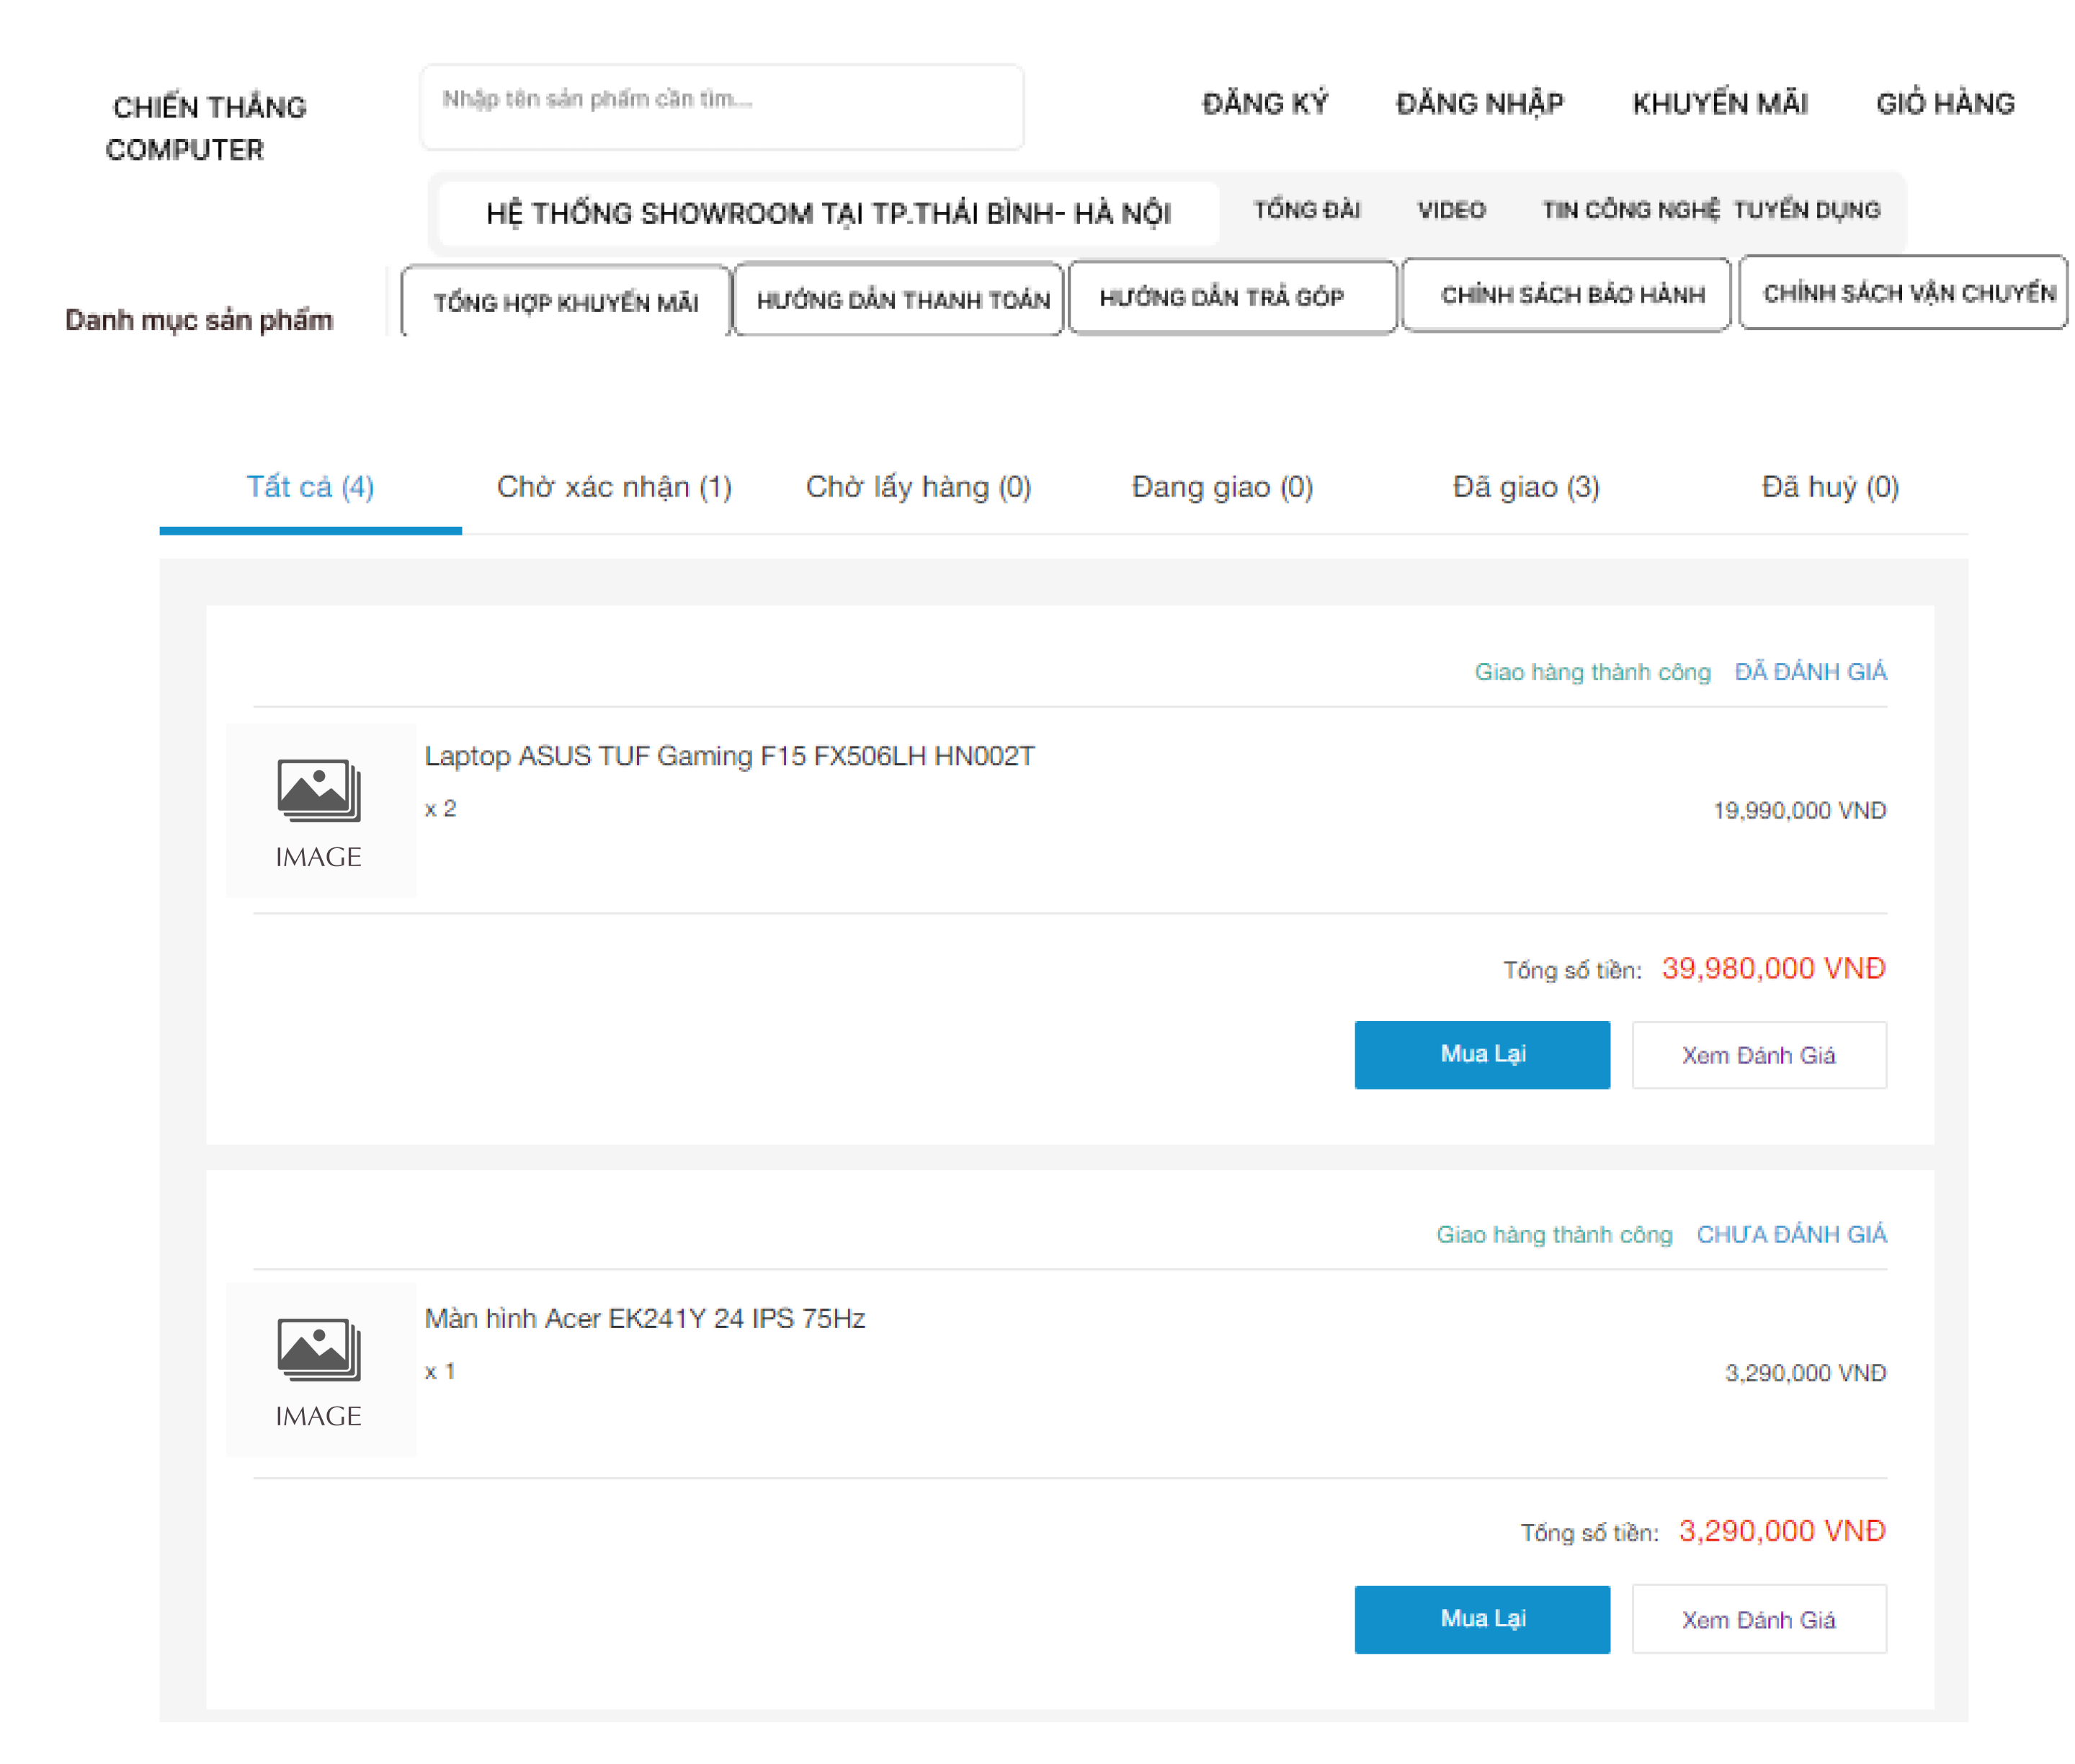 CHIẾN THẮNG
COMPUTER
Nhập tên sản phẩm cần tìm...
ĐĂNG KÝ ĐĂNG NHẬP KHUYẾN MÃI GIỎ HÀNG
HỆ THỐNG SHOWROOM TẠI TP.THÁI BÌNH- HÀ NỘI TỔNG ĐÀI VIDEO TIN CÔNG NGHỆ TUYỂN DỤNG
Danh mục sản phẩm TỔNG HỢP KHUYẾN MÃI HƯỚNG DẪN THANH TOÁN HƯỚNG DẪN TRẢ GÓP CHÍNH SÁCH BẢO HÀNH CHÍNH SÁCH VẬN CHUYỂN
Tất cả (4) Chờ xác nhận (1) Chờ lấy hàng (0) Đang giao (0) Đã giao (3) Đã huỷ (0)
Giao hàng thành công ĐÃ ĐÁNH GIÁ
Laptop ASUS TUF Gaming F15 FX506LH HN002T
x 2 19,990,000 VNĐ
IMAGE
Tổng số tiền: 39,980,000 VNĐ
Mua Lại Xem Đánh Giá
Giao hàng thành công CHƯA ĐÁNH GIÁ
Màn hình Acer EK241Y 24 IPS 75Hz
x 1 3,290,000 VNĐ
IMAGE
Tổng số tiền: 3,290,000 VNĐ
Mua Lại Xem Đánh Giá